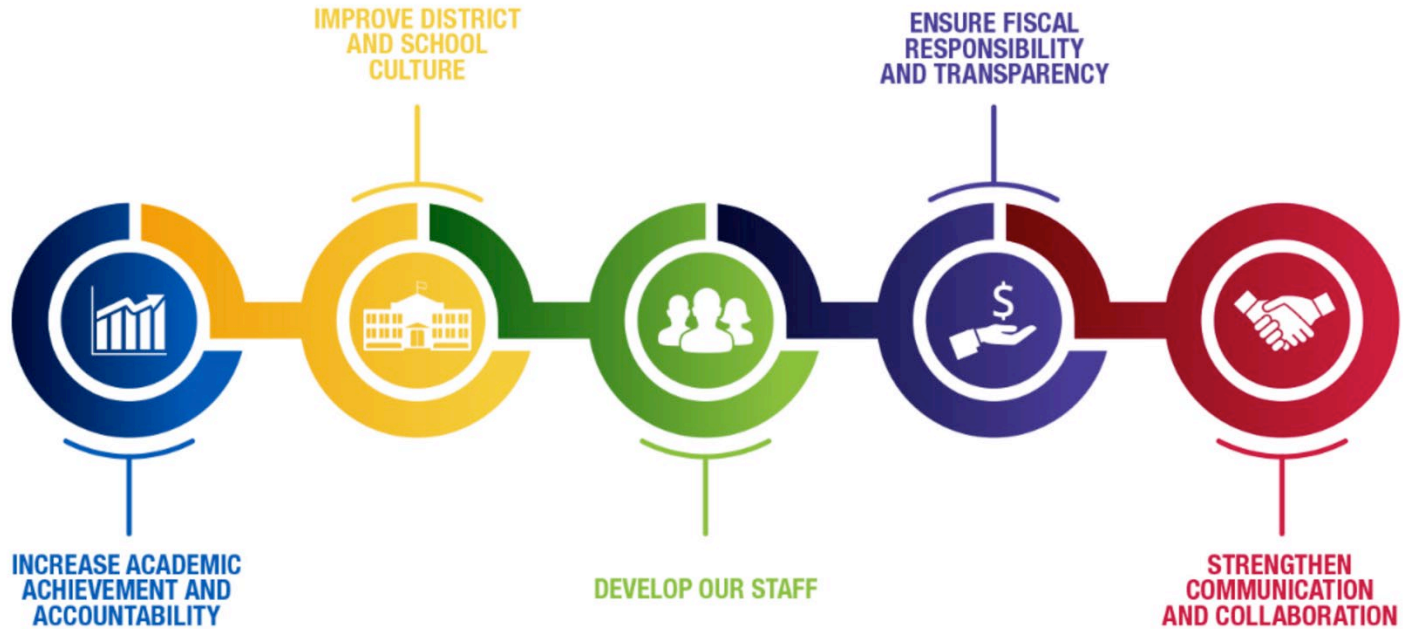 IMPROVE DISTRICT
AND SCHOOL
CULTURE
ENSURE FISCAL
RESPONSIBILITY
AND TRANSPARENCY
$
INCREASE ACADEMIC
ACHIEVEMENT AND
ACCOUNTABILITY
DEVELOP OUR STAFF
STRENGTHEN
COMMUNICATION
AND COLLABORATION